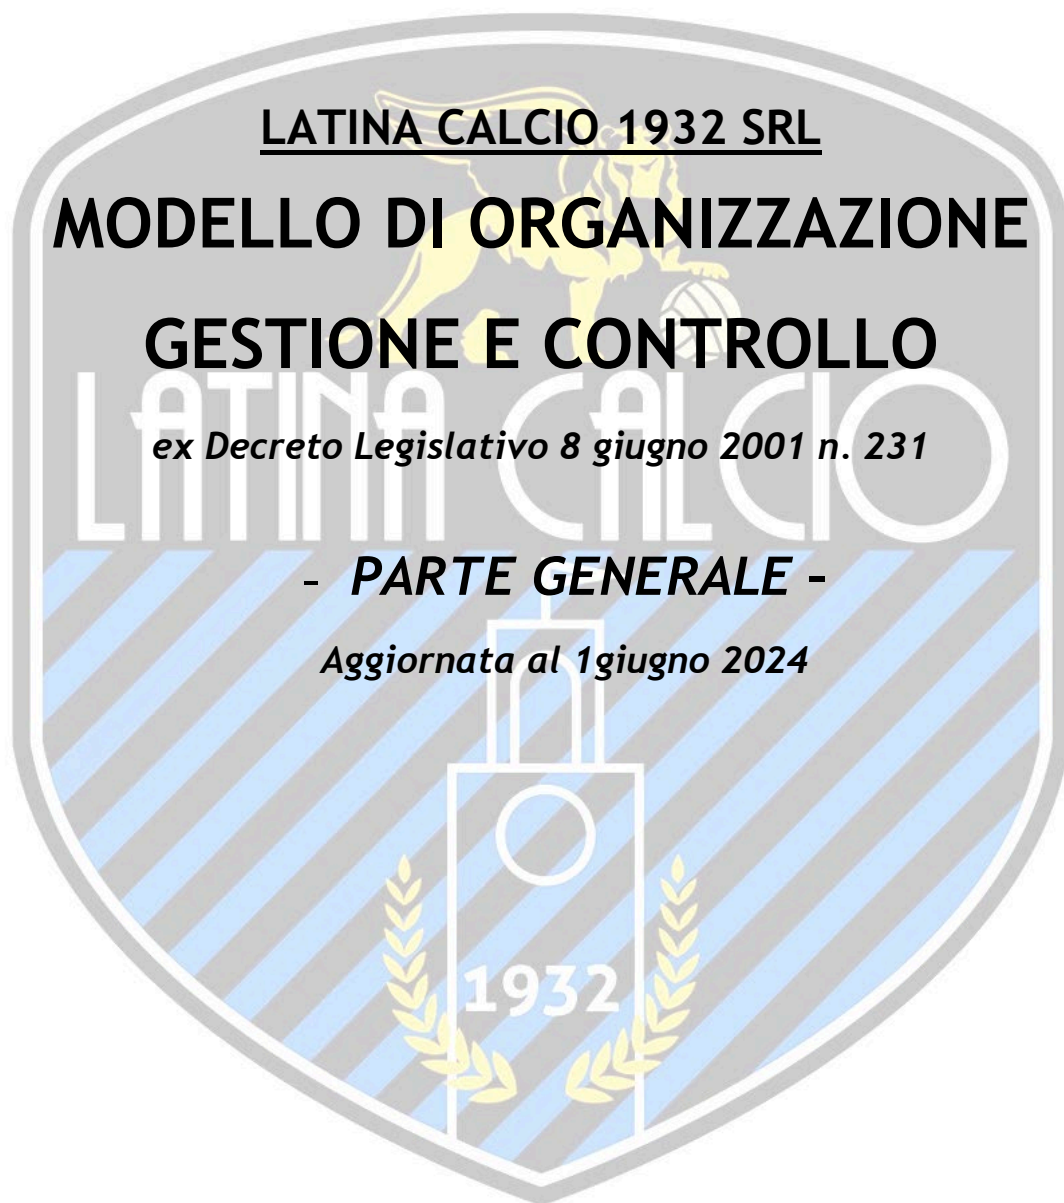 LATINA CALCIO 1932 SRL
MODELLO DI ORGANIZZAZIONE
GESTIONE E CONTROLLO
LATINA CALCIO
ex Decreto Legislativo 8 giugno 2001 n. 231
- PARTE GENERALE -
Aggiornata al 1giugno 2024
1932